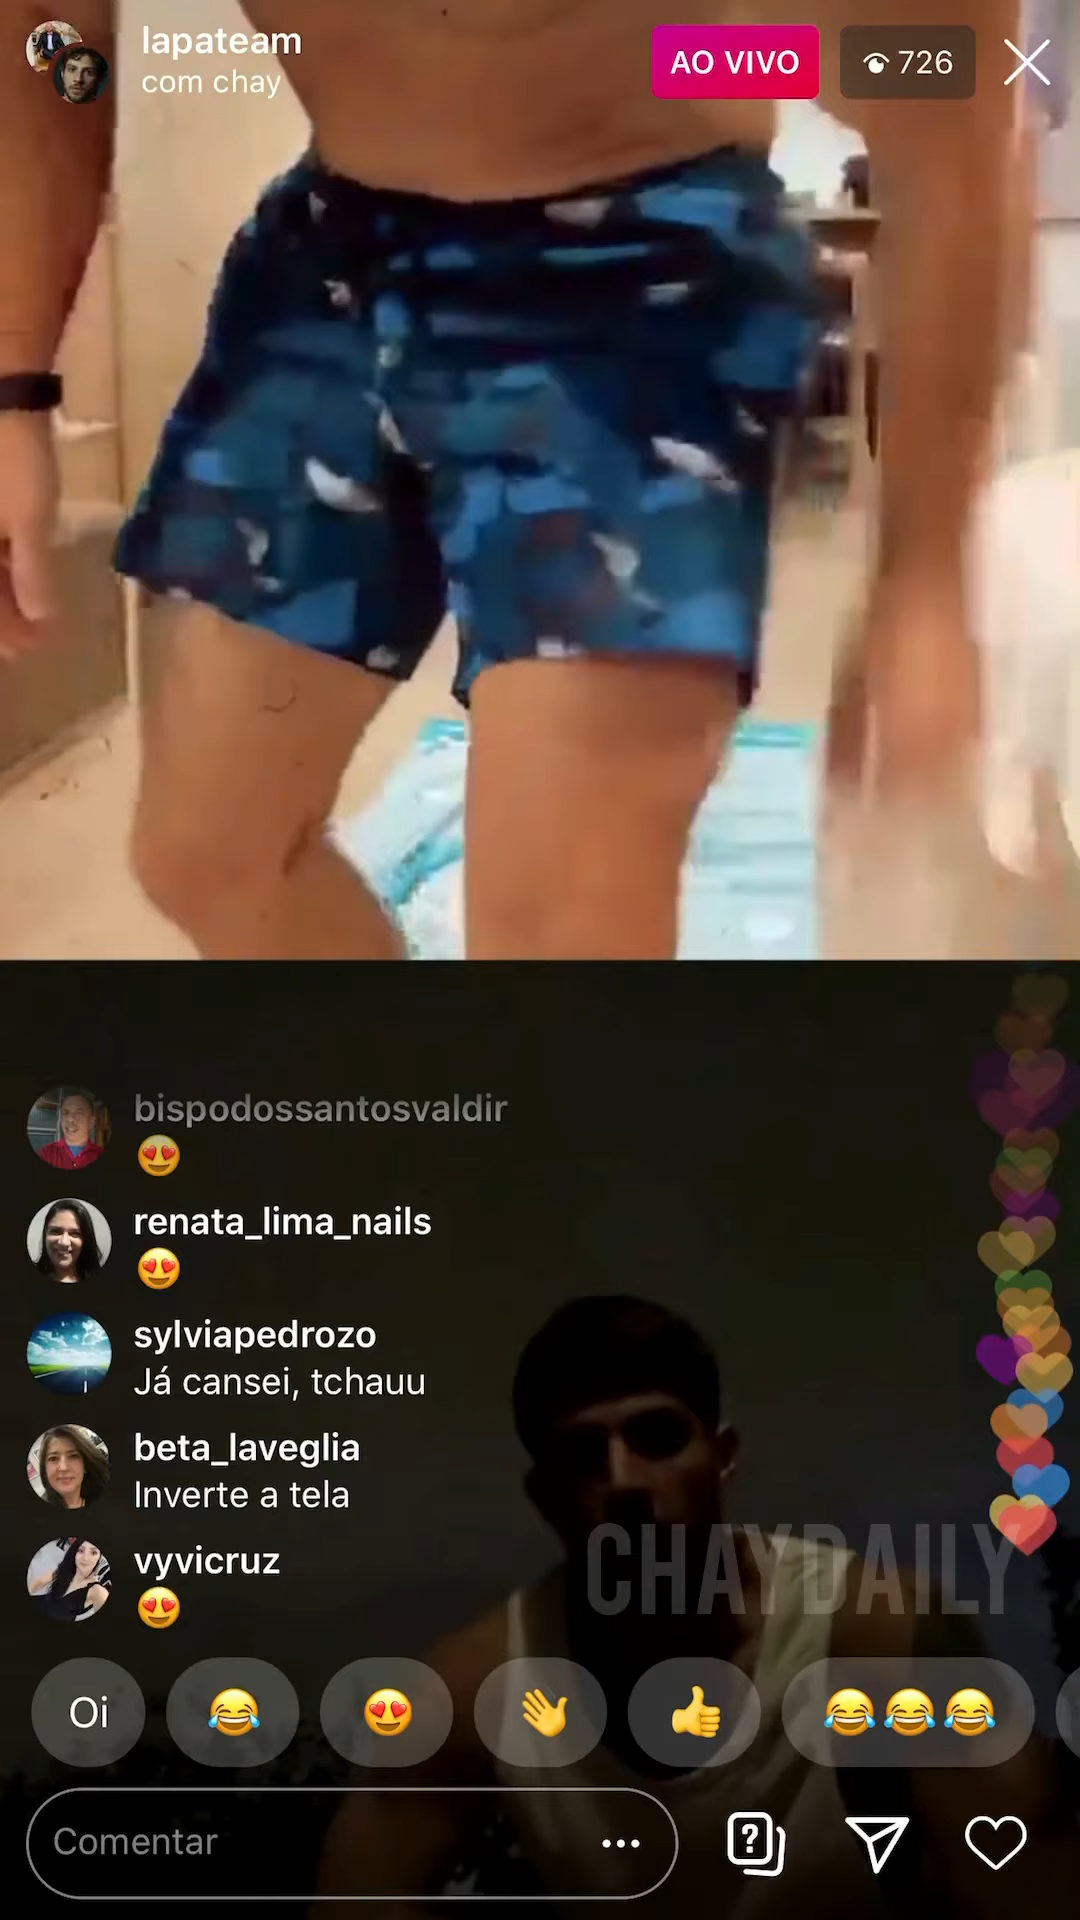 lapateam
com chay
AO VIVO
726
bispodossantosvaldir
😍
renata_lima_nails
😍
sylviapedrozo
Já cansei, tchauu
beta_laveglia
Inverte a tela
vyvicruz
😍
CHAYDAILY
Oi 😂 😍 👋 👍 😂😂😂
Comentar